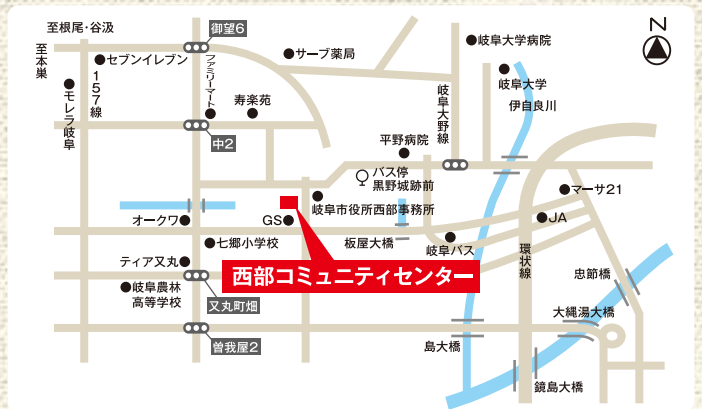 至根尾・谷汲
御望6
至本巣
セブンイレブン
157線
モレラ岐阜
ファミリーマート
寿楽苑
サーブ薬局
岐阜大学病院
岐阜大学
伊自良川
岐阜大野線
N
中2
平野病院
バス停
黒野城跡前
岐阜市役所西部事務所
マーサ21
JA
オークワ
GS
七郷小学校
板屋大橋
岐阜バス
環状線
ティア又丸
西部コミュニティセンター
忠節橋
岐阜農林
高等学校
又丸町畑
大縄場大橋
曽我屋2
島大橋
鏡島大橋